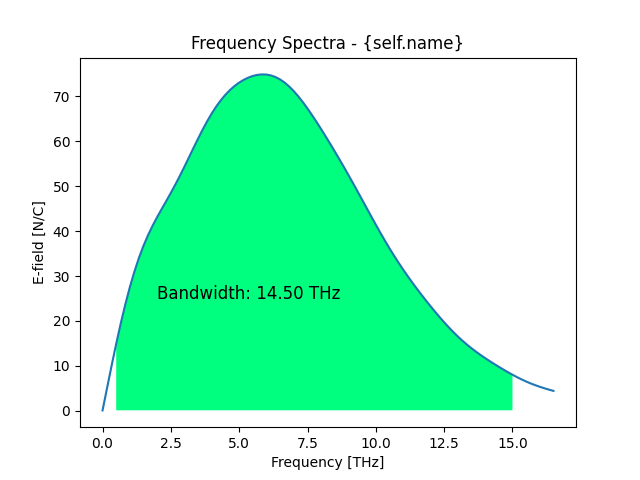 Frequency Spectra - {self.name}
70
60
50
40
30
20
10
0
E-field [N/C]
Bandwidth: 14.50 THz
0.0 2.5 5.0 7.5 10.0 12.5 15.0
Frequency [THz]